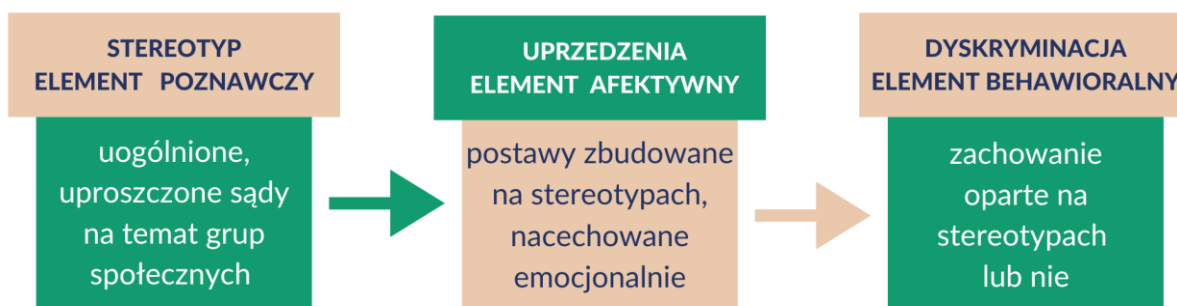 STEREOTYP
ELEMENT POZNAWCZY
uogólnione,
uproszczone sądy
na temat grup
społecznych
UPRZEDZENIA
ELEMENT AFEKTYWNY
postawy zbudowane
na stereotypach,
nacechowane
emocjonalnie
DYSKRYMINACJA
ELEMENT BEHAWIORALNY
zachowanie
oparte na
stereotypach
lub nie